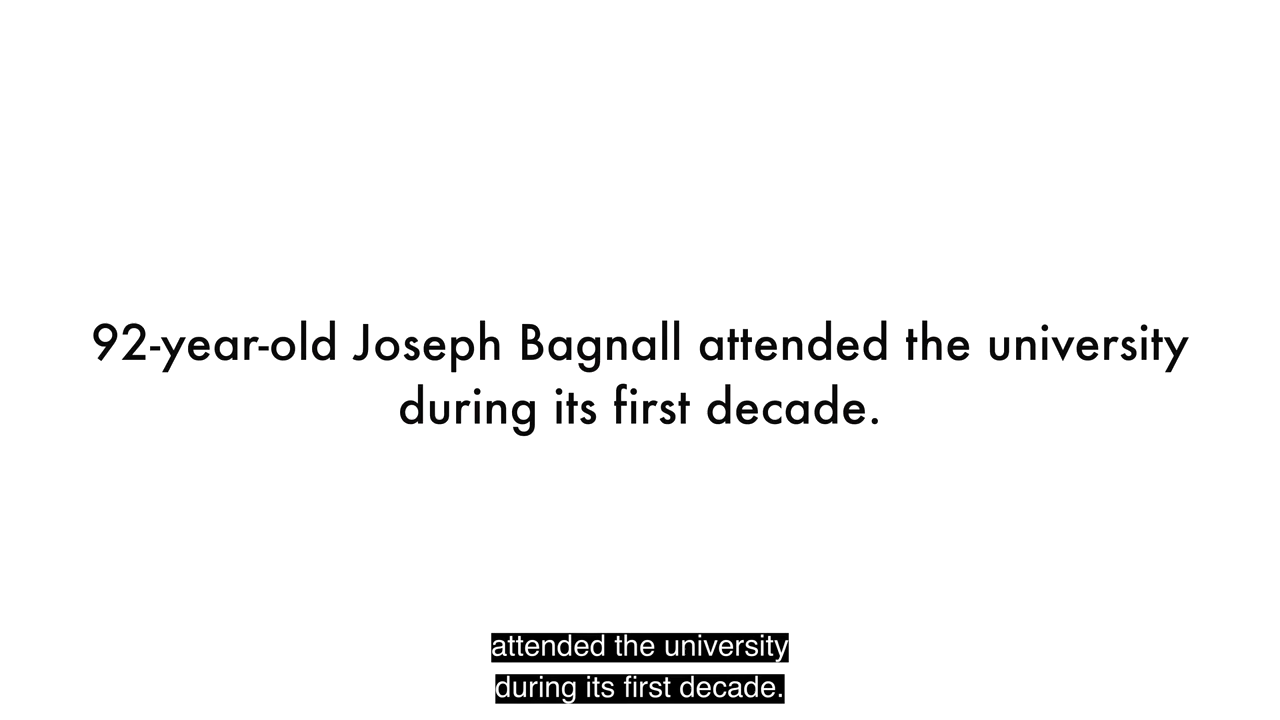 92-year-old Joseph Bagnall attended the university
during its first decade.
attended the university
during its first decade.